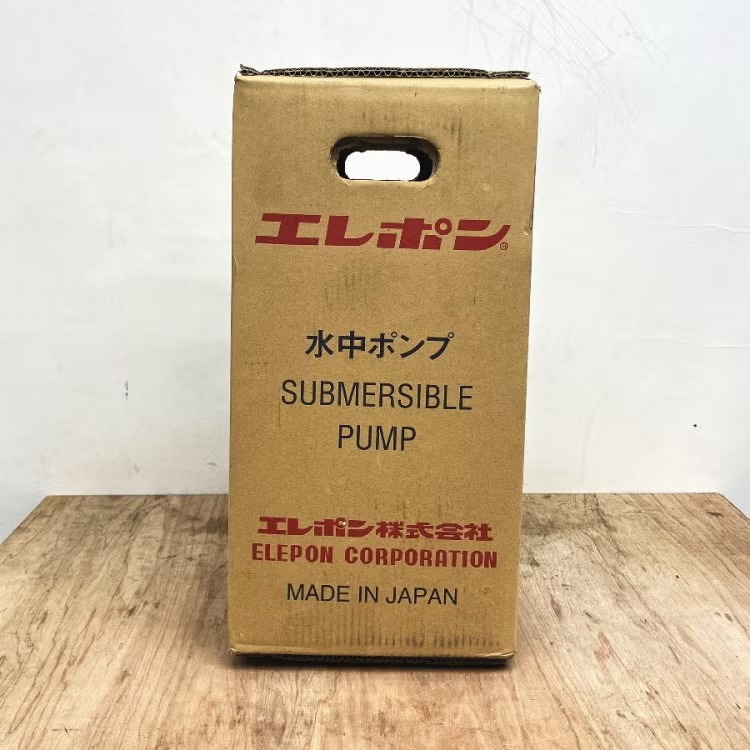 エレポン®
水中ポンプ
SUBMERSIBLE
PUMP
エレポン株式会社
ELEPON CORPORATION
MADE IN JAPAN